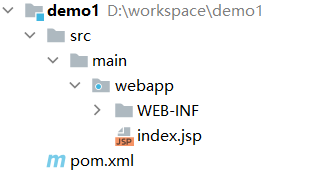 demo1 D:\workspace\demo1
src
main
webapp
WEB-INF
JSP index.jsp
m pom.xml